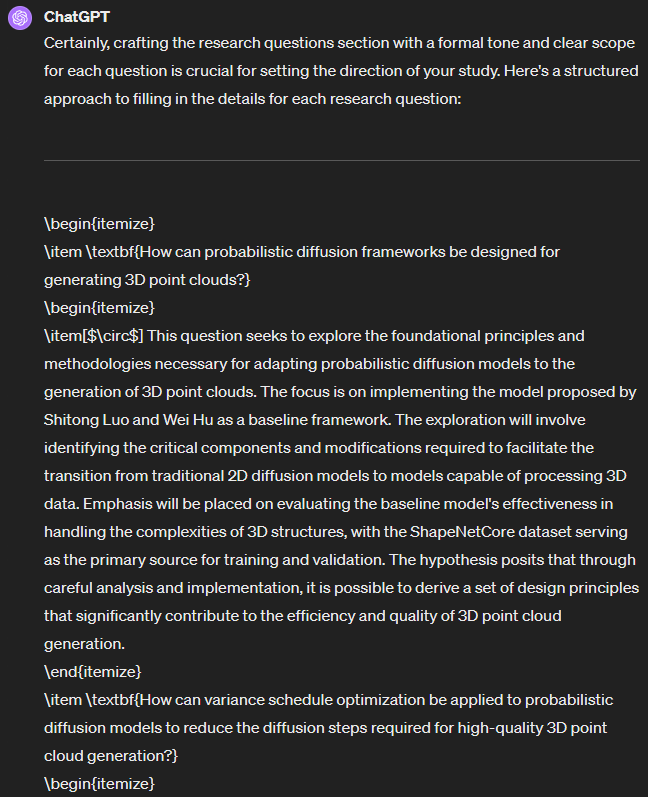 ChatGPT
Certainly, crafting the research questions section with a formal tone and clear scope
for each question is crucial for setting the direction of your study. Here's a structured
approach to filling in the details for each research question:
\begin{itemize}
\item \textbf{How can probabilistic diffusion frameworks be designed for
generating 3D point clouds?}
\begin{itemize}
\item[$\circ$] This question seeks to explore the foundational principles and
methodologies necessary for adapting probabilistic diffusion models to the
generation of 3D point clouds. The focus is on implementing the model proposed by
Shitong Luo and Wei Hu as a baseline framework. The exploration will involve
identifying the critical components and modifications required to facilitate the
transition from traditional 2D diffusion models to models capable of processing 3D
data. Emphasis will be placed on evaluating the baseline model's effectiveness in
handling the complexities of 3D structures, with the ShapeNetCore dataset serving
as the primary source for training and validation. The hypothesis posits that through
careful analysis and implementation, it is possible to derive a set of design principles
that significantly contribute to the efficiency and quality of 3D point cloud
generation.
\end{itemize}
\item \textbf{How can variance schedule optimization be applied to probabilistic
diffusion models to reduce the diffusion steps required for high-quality 3D point
cloud generation?}
\begin{itemize}